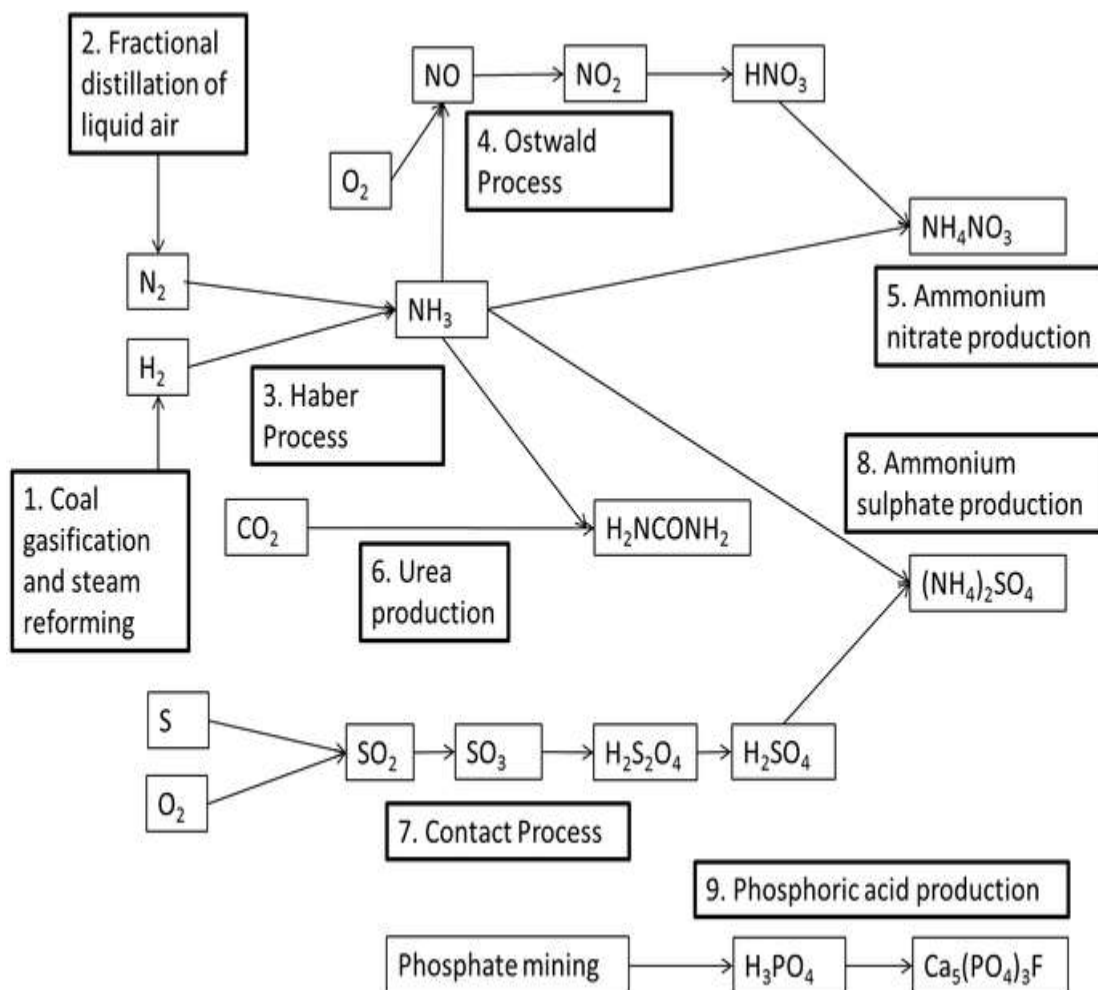 2. Fractional
distillation of
liquid air
NO
NO₂
HNO₃
O₂
4. Ostwald
Process
NH₄NO₃
N₂
NH₃
5. Ammonium
nitrate production
H₂
3. Haber
Process
8. Ammonium
sulphate production
1. Coal
gasification
and steam
reforming
CO₂
H₂NCONH₂
6. Urea
production
(NH₄)₂SO₄
S
SO₂
SO₃
H₂S₂O₄
H₂SO₄
O₂
7. Contact Process
9. Phosphoric acid production
Phosphate mining
H₃PO₄
Ca₅(PO₄)₃F